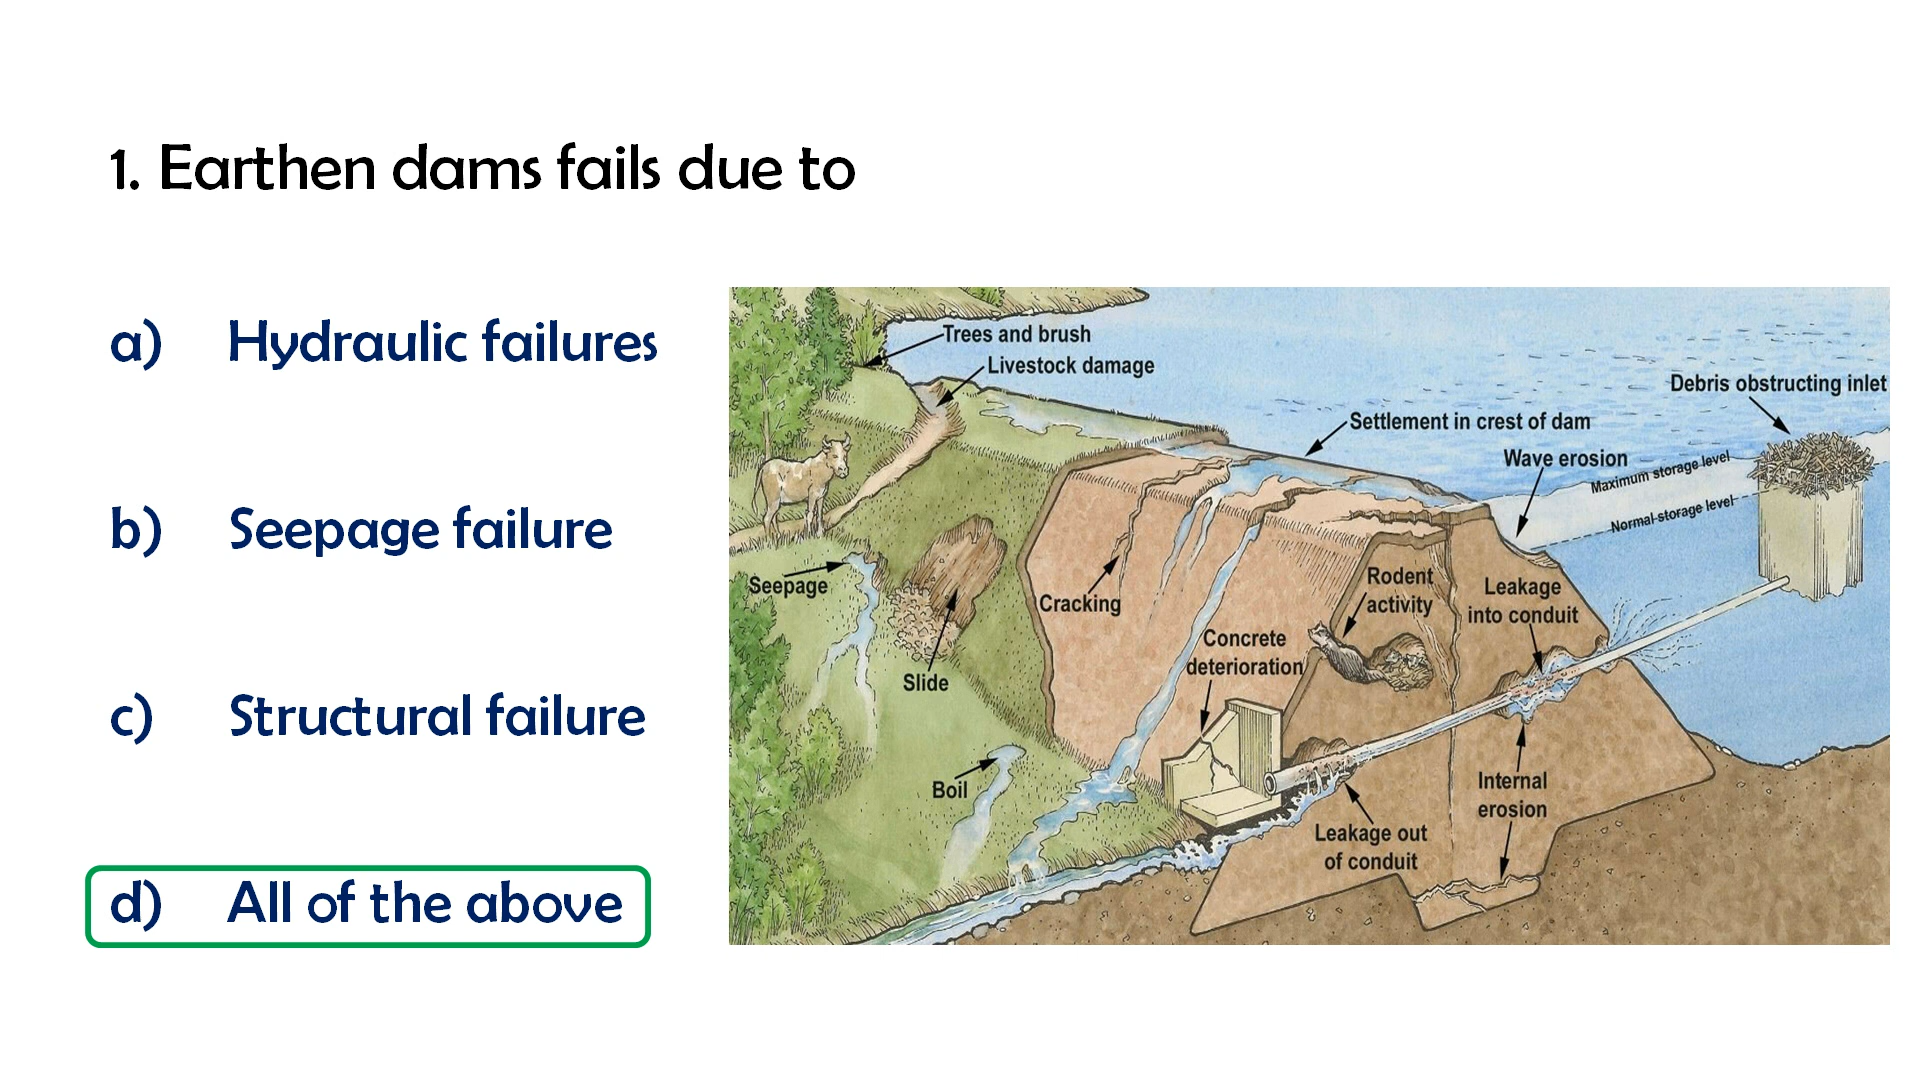 1. Earthen dams fails due to
a) Hydraulic failures
b) Seepage failure
c) Structural failure
d) All of the above
Trees and brush
Livestock damage
Debris obstructing inlet
Settlement in crest of dam
Wave erosion
Maximum storage level
Normal storage level
Seepage
Cracking
Rodent
activity
Leakage
into conduit
Concrete
deterioration
Slide
Boil
Internal
erosion
Leakage out
of conduit